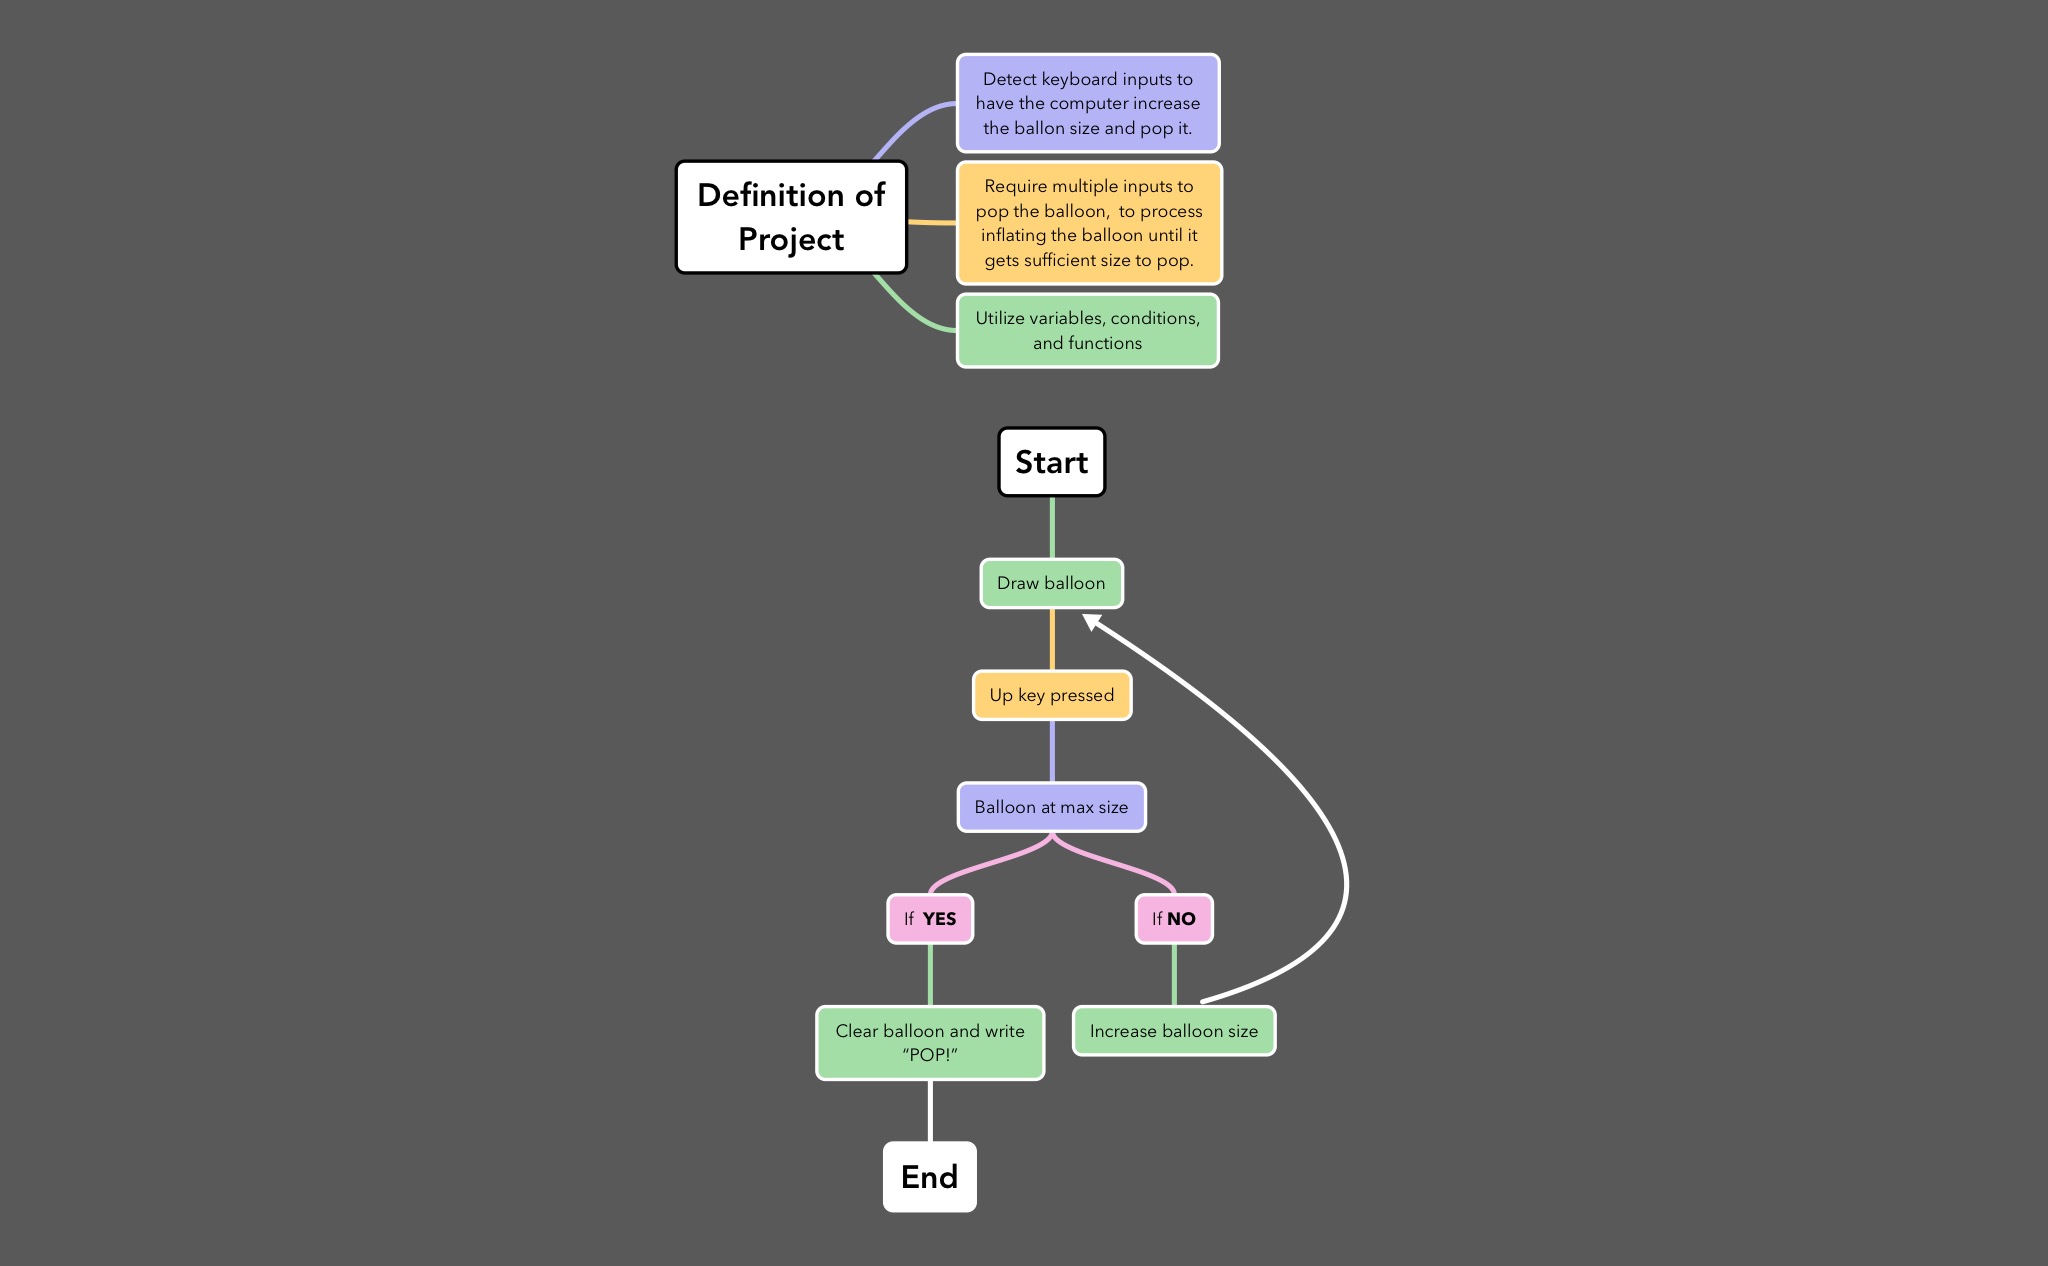 Detect keyboard inputs to
have the computer increase
the ballon size and pop it.
Definition of
Project
Require multiple inputs to
pop the balloon,  to process
inflating the balloon until it
gets sufficient size to pop.
Utilize variables, conditions,
and functions
Start
Draw balloon
Up key pressed
Balloon at max size
If  YES
If NO
Clear balloon and write
“POP!”
Increase balloon size
End